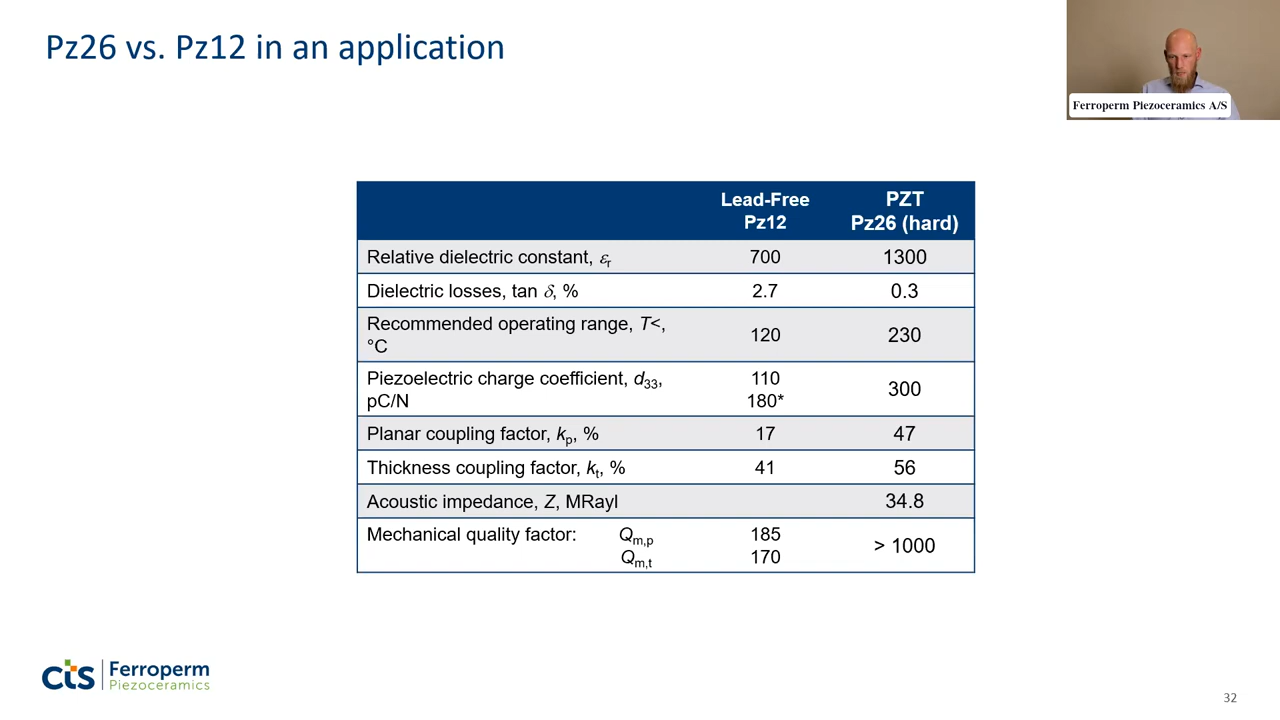 Pz26 vs. Pz12 in an application
Ferroperm Piezoceramics A/S
Lead-Free
Pz12
PZT
Pz26 (hard)
Relative dielectric constant, εr 700 1300
Dielectric losses, tan δ, % 2.7 0.3
Recommended operating range, T<,
°C
120 230
Piezoelectric charge coefficient, d33,
pC/N
110
180*
300
Planar coupling factor, kp, % 17 47
Thickness coupling factor, kt, % 41 56
Acoustic impedance, Z, MRayl 34.8
Mechanical quality factor: Qm,p 185
Qm,t 170
> 1000
cts Ferroperm
Piezoceramics
32